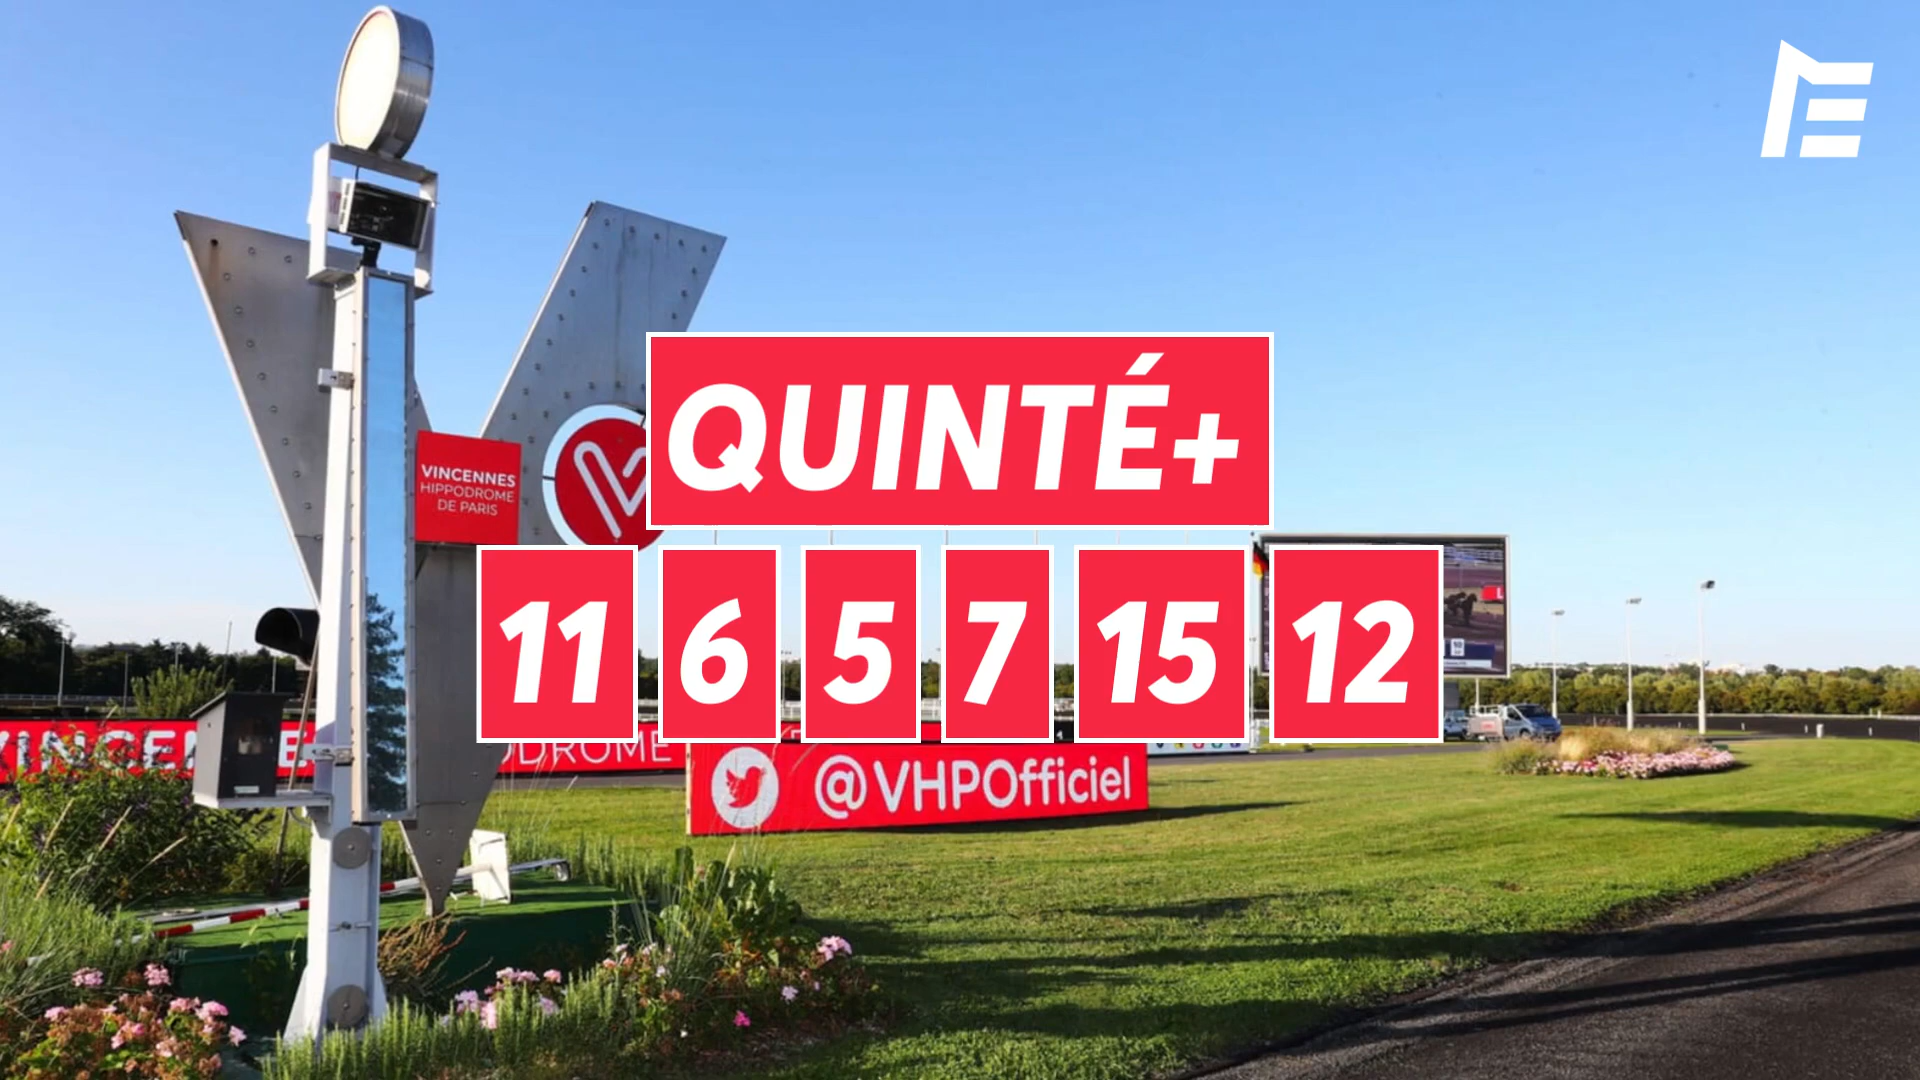 QUINTÉ+
11 6 5 7 15 12
VINCENNES
HIPPODROME
DE PARIS
@VHPOfficiel